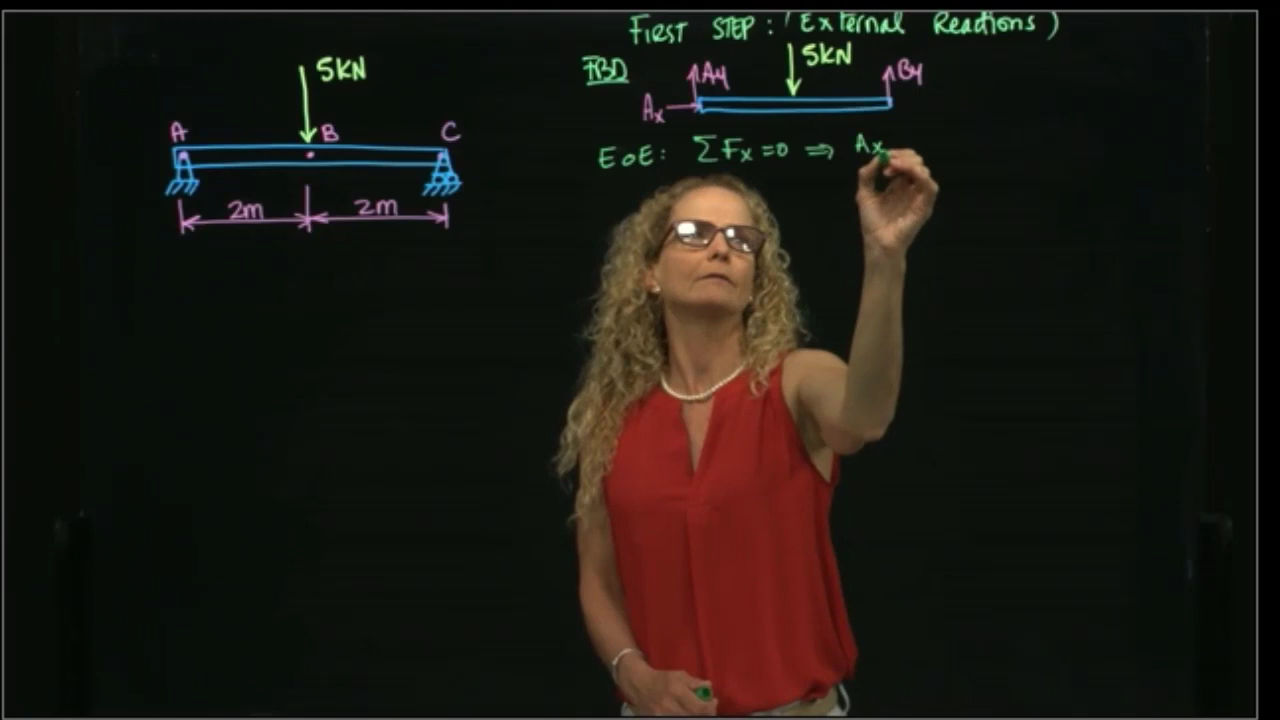 FIRST STEP: (External Reactions)
5KN
A B C
2m 2m
FBD
Ay 5KN By
Ax
EoE: ΣFx=0 ⇒ Ax